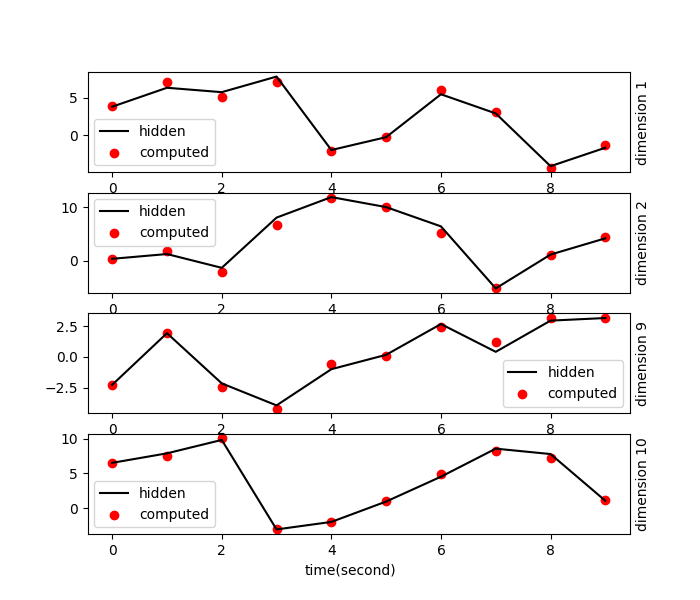 5
0
hidden
computed
dimension 1
0 2 4 6 8
10
0
hidden
computed
dimension 2
0 2 4 6 8
2.5
0.0
−2.5
hidden
computed
dimension 9
0 2 4 6 8
10
5
0
hidden
computed
dimension 10
0 2 4 6 8
time(second)